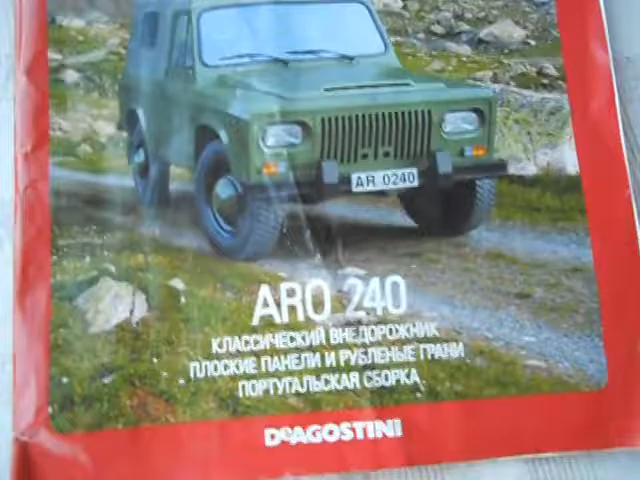 AR 0240
ARO 240
КЛАССИЧЕСКИЙ ВНЕДОРОЖНИК
ПЛОСКИЕ ПАНЕЛИ И РУБЛЕНЫЕ ГРАНИ
ПОРТУГАЛЬСКАЯ СБОРКА
DeAGOSTINI